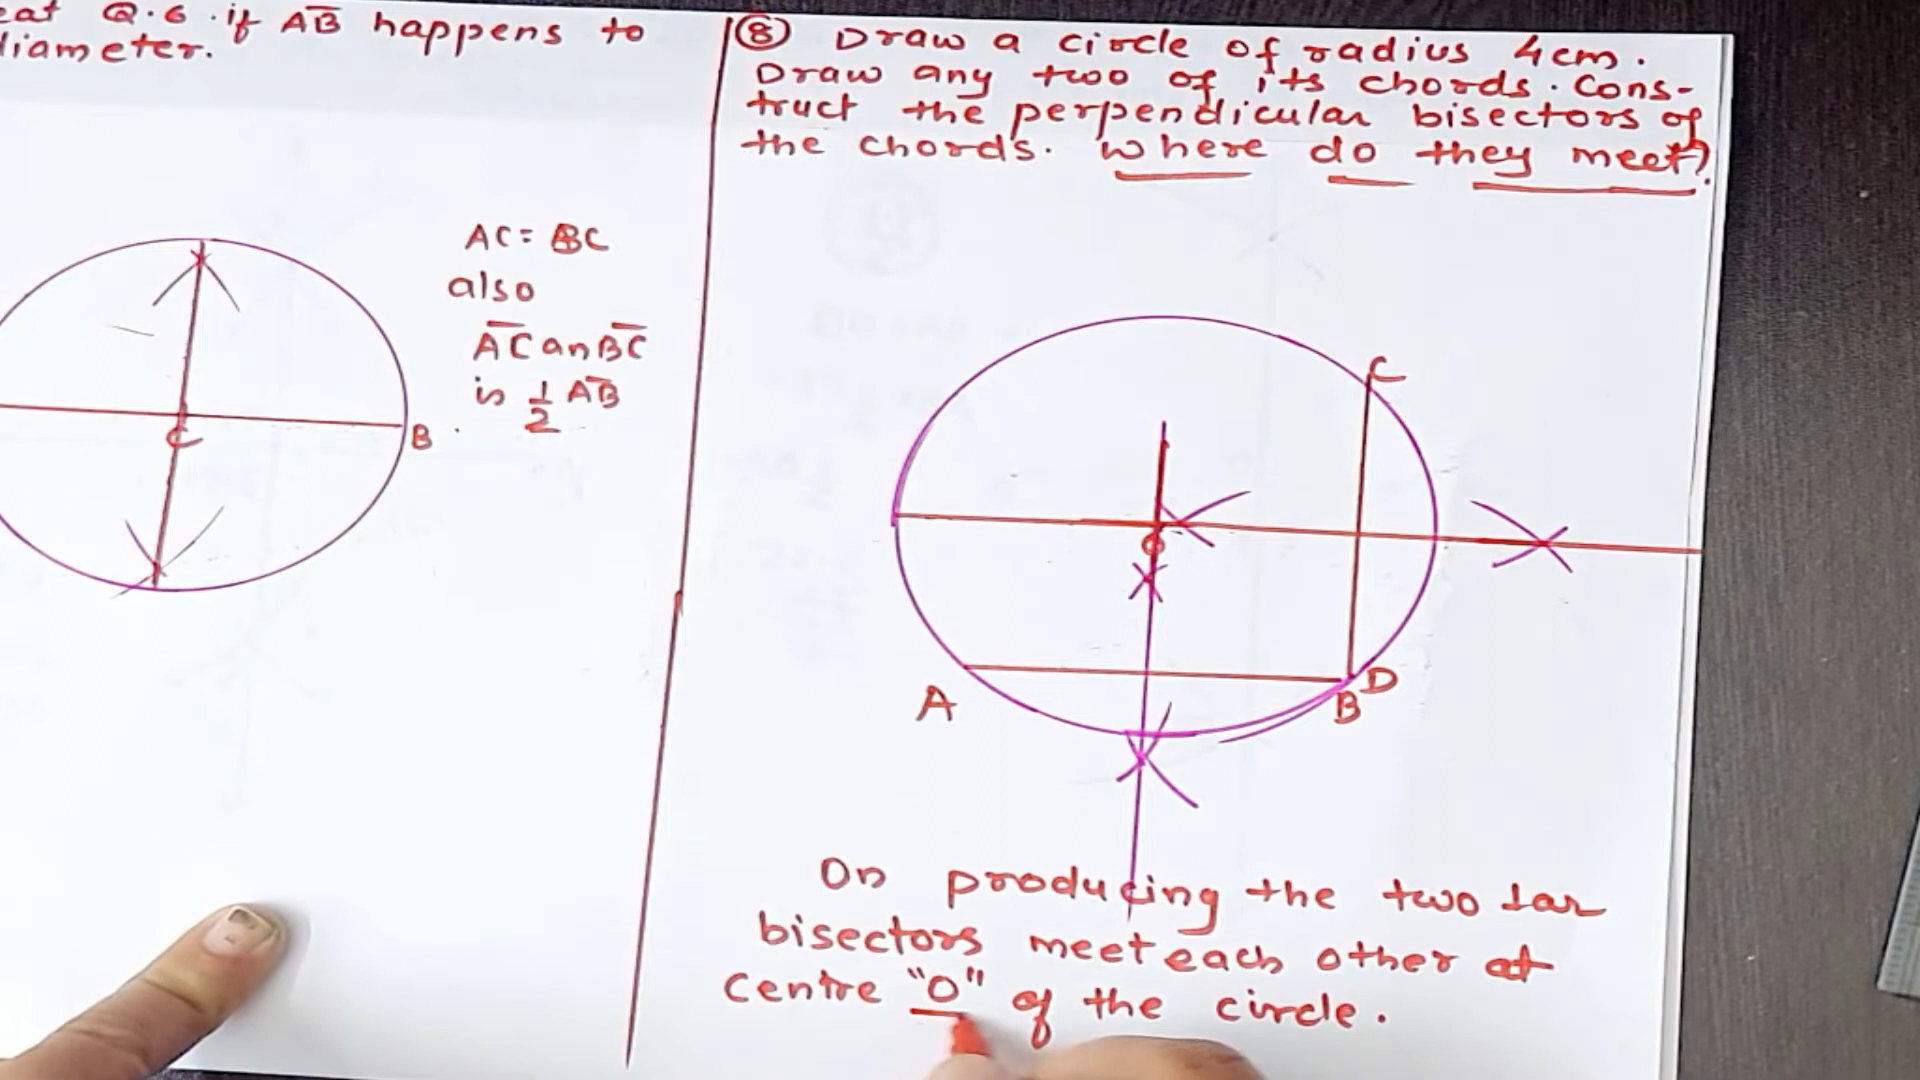 eat Q.6. if AB happens to
diameter.
AC = BC
also
AC an BC
is 1/2 AB
C
B
⑧ Draw a circle of radius 4cm.
Draw any two of its chords. Cons-
truct the perpendicular bisectors of
the chords. Where do they meet?
C
O
A
B
D
On producing the two
bisectors meet each other at
centre "O" of the circle.